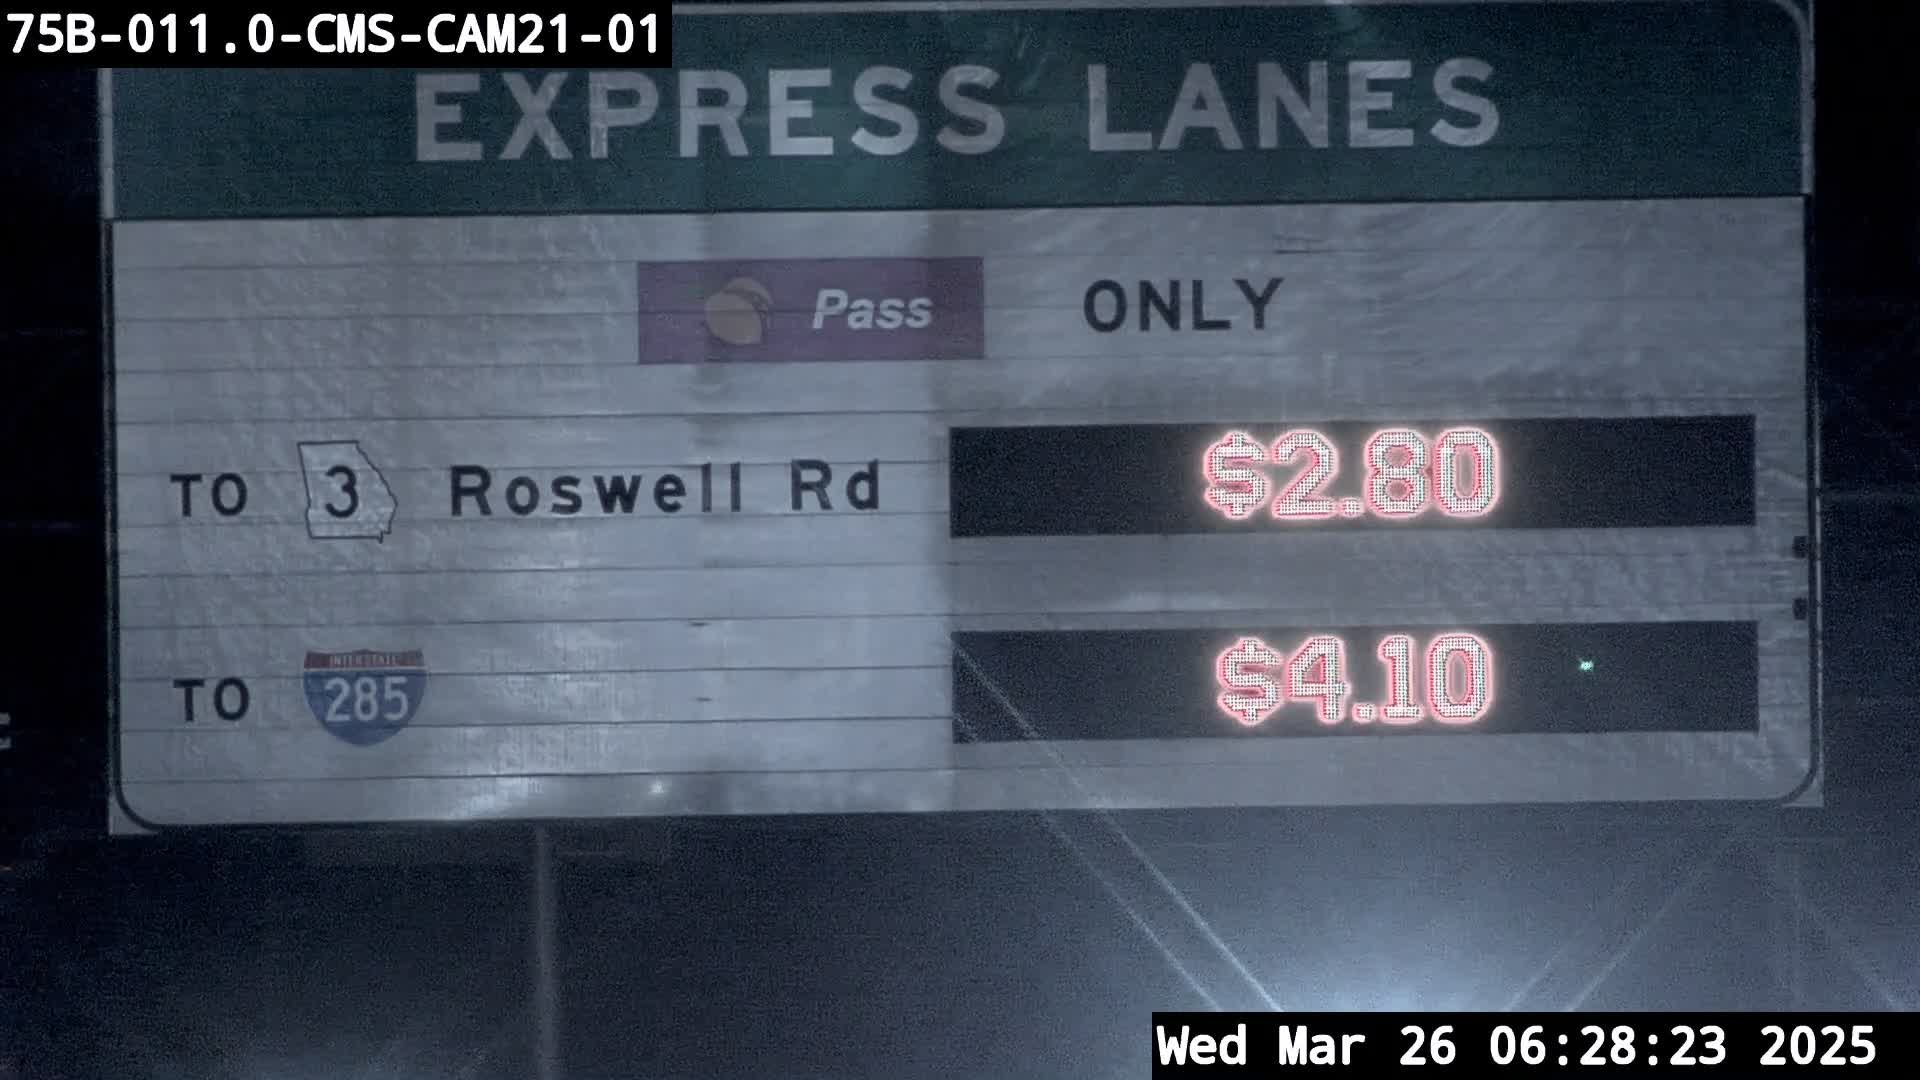 75B-011.0-CMS-CAM21-01
EXPRESS LANES
Pass ONLY
TO 3 Roswell Rd $2.80
TO INTERSTATE 285 $4.10
Wed Mar 26 06:28:23 2025